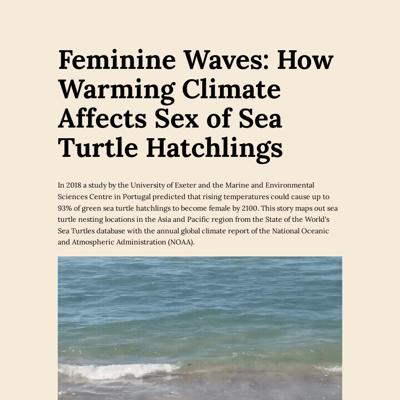 Feminine Waves: How
Warming Climate
Affects Sex of Sea
Turtle Hatchlings
In 2018 a study by the University of Exeter and the Marine and Environmental
Sciences Centre in Portugal predicted that rising temperatures could cause up to
93% of green sea turtle hatchlings to become female by 2100. This story maps out sea
turtle nesting locations in the Asia and Pacific region from the State of the World's
Sea Turtles database with the annual global climate report of the National Oceanic
and Atmospheric Administration (NOAA).